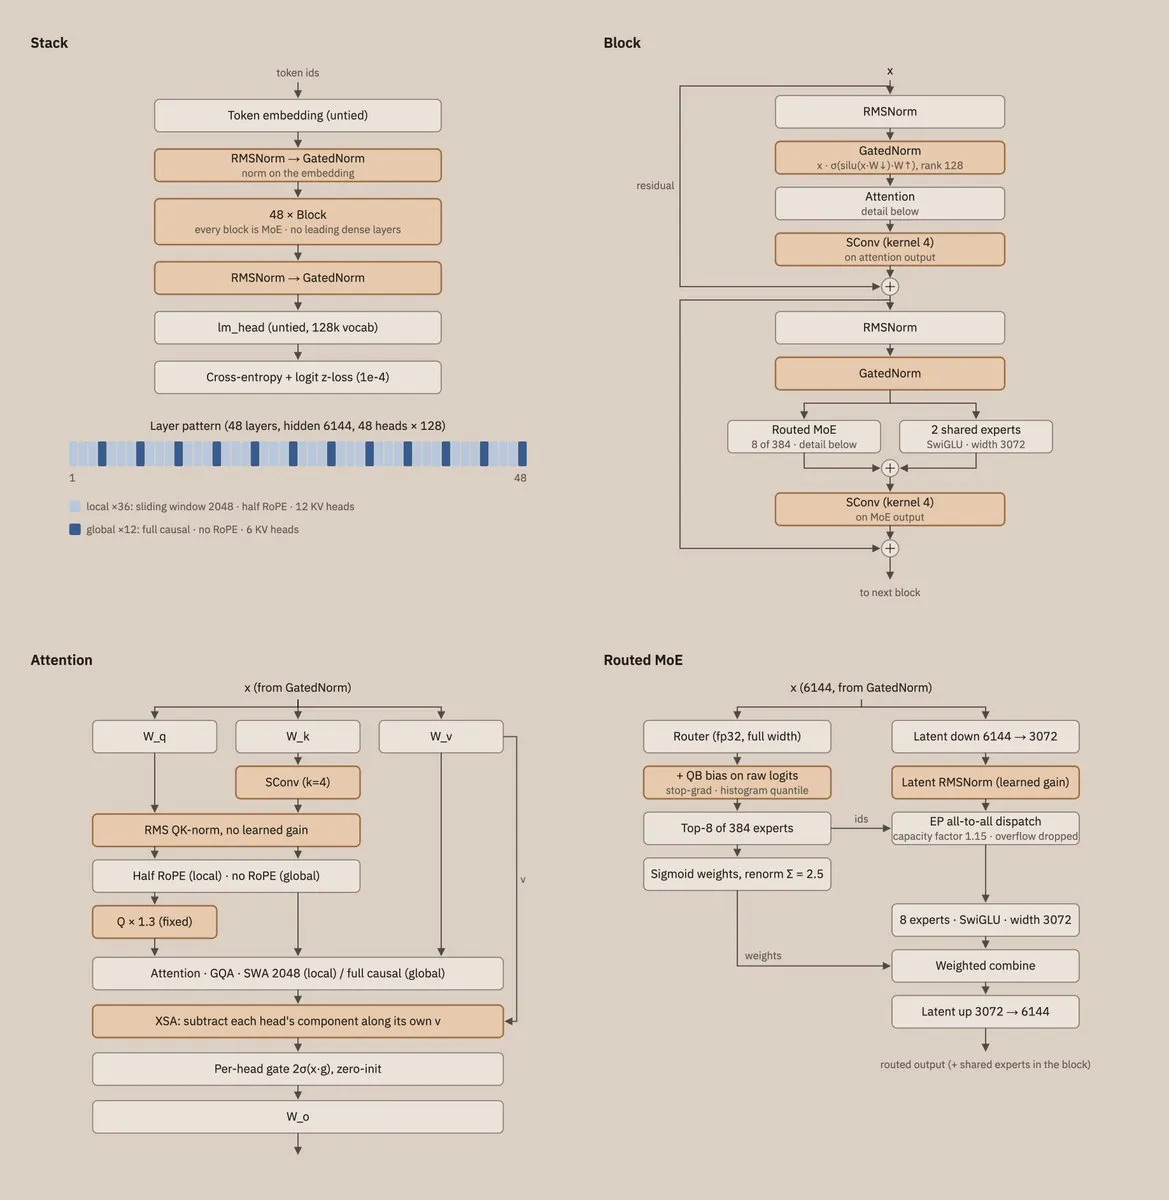 Stack
token ids
Token embedding (untied)
RMSNorm → GatedNorm
norm on the embedding
48 × Block
every block is MoE · no leading dense layers
RMSNorm → GatedNorm
lm_head (untied, 128k vocab)
Cross-entropy + logit z-loss (1e-4)
Layer pattern (48 layers, hidden 6144, 48 heads × 128)
1
48
local ×36: sliding window 2048 · half RoPE · 12 KV heads
global ×12: full causal · no RoPE · 6 KV heads
Block
x
RMSNorm
GatedNorm
x · σ(silu(x·W↓)·W↑), rank 128
residual
Attention
detail below
SConv (kernel 4)
on attention output
+
RMSNorm
GatedNorm
Routed MoE
8 of 384 · detail below
2 shared experts
SwiGLU · width 3072
+
SConv (kernel 4)
on MoE output
+
to next block
Attention
x (from GatedNorm)
W_q
W_k
W_v
SConv (k=4)
RMS QK-norm, no learned gain
Half RoPE (local) · no RoPE (global)
v
Q × 1.3 (fixed)
Attention · GQA · SWA 2048 (local) / full causal (global)
XSA: subtract each head's component along its own v
Per-head gate 2σ(x·g), zero-init
W_o
Routed MoE
x (6144, from GatedNorm)
Router (fp32, full width)
Latent down 6144 → 3072
+ QB bias on raw logits
stop-grad · histogram quantile
Latent RMSNorm (learned gain)
Top-8 of 384 experts
ids
EP all-to-all dispatch
capacity factor 1.15 · overflow dropped
Sigmoid weights, renorm Σ = 2.5
8 experts · SwiGLU · width 3072
weights
Weighted combine
Latent up 3072 → 6144
routed output (+ shared experts in the block)